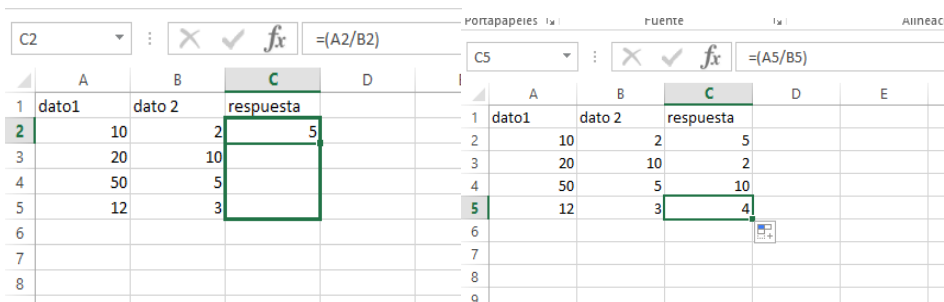 C2 fx =(A2/B2)
A B C D
1 dato1 dato 2 respuesta
2 10 2 5
3 20 10
4 50 5
5 12 3
6
7
8
Portapapeles Fuente Alineac
C5 fx =(A5/B5)
A B C D E
1 dato1 dato 2 respuesta
2 10 2 5
3 20 10 2
4 50 5 10
5 12 3 4
6
7
8
9